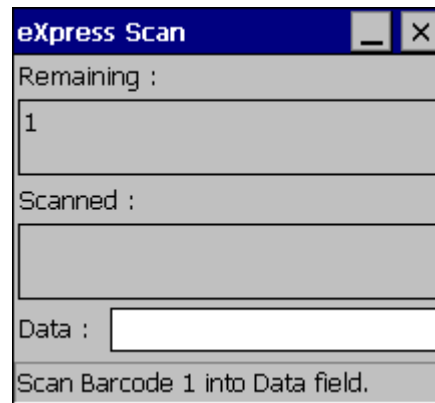 eXpress Scan
Remaining :
1
Scanned :
Data :
Scan Barcode 1 into Data field.